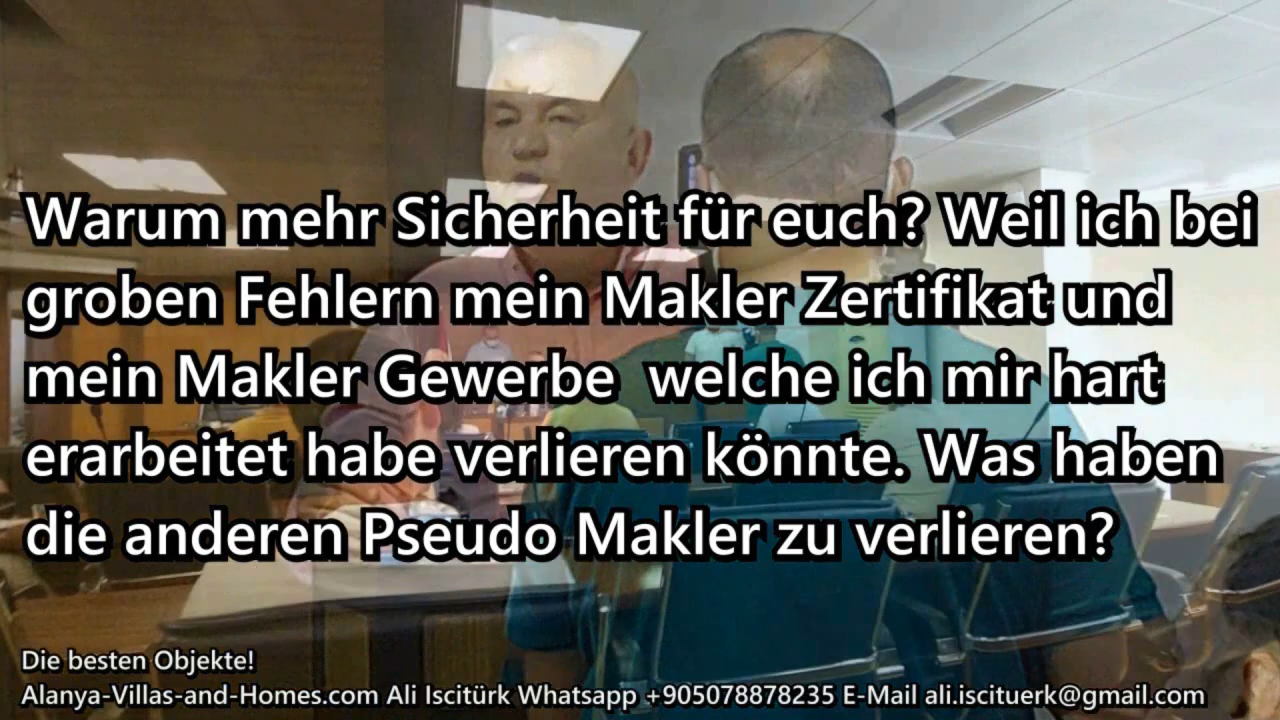 Warum mehr Sicherheit für euch? Weil ich bei
groben Fehlern mein Makler Zertifikat und
mein Makler Gewerbe  welche ich mir hart
erarbeitet habe verlieren könnte. Was haben
die anderen Pseudo Makler zu verlieren?
Die besten Objekte!
Alanya-Villas-and-Homes.com Ali Iscitürk Whatsapp +905078878235 E-Mail ali.iscituerk@gmail.com